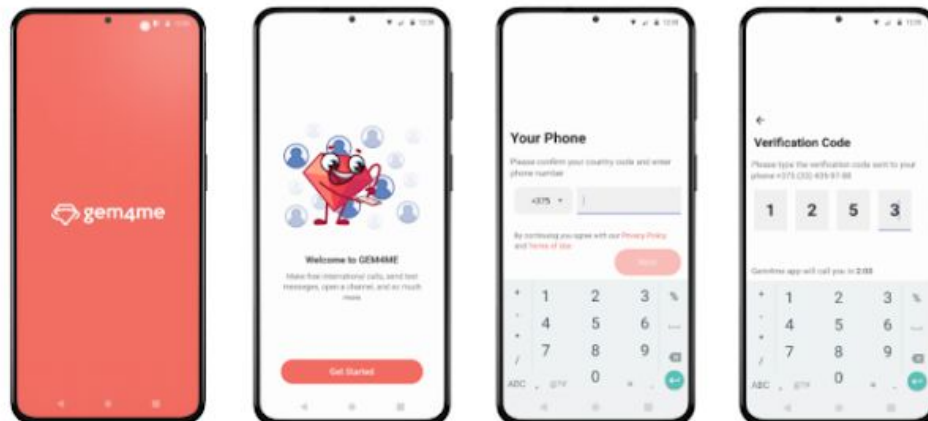 gem4me
Welcome to GEM4ME
Make free international calls, send text
messages, open a channel, and so much
more.
Get Started
Your Phone
Please confirm your country code and enter
phone number
+375
By continuing you agree with our Privacy Policy
and Terms of Use
Next
+ 1 2 3 %
- 4 5 6
* 7 8 9
/
ABC , 0 = .
Verification Code
Please type the verification code sent to your
phone
1 2 5 3
Gem4me app will call you in 2:03
+ 1 2 3 %
- 4 5 6
* 7 8 9
/
ABC , 0 = .